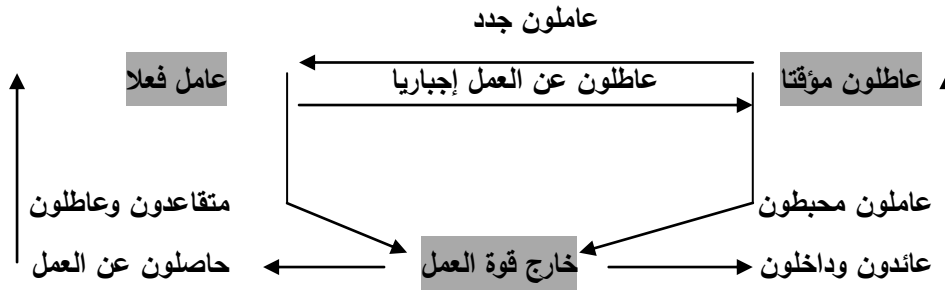 عاملون جدد
عاطلون مؤقتا
عامل فعلا
عاطلون عن العمل إجباريا
عاملون محبطون
متقاعدون وعاطلون
عائدون وداخلون
خارج قوة العمل
حاصلون عن العمل